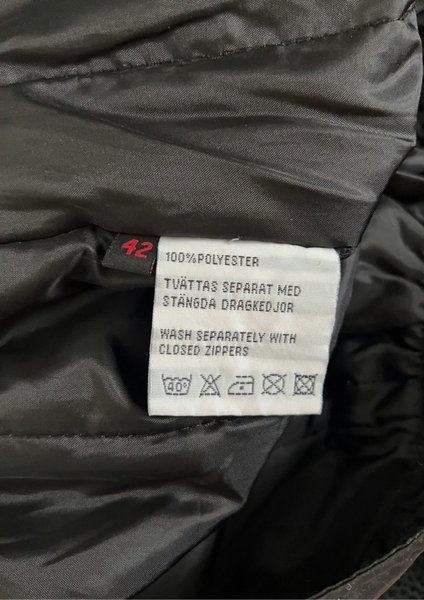 42
100%POLYESTER
TVÄTTAS SEPARAT MED
STÄNGDA DRAGKEDJOR
WASH SEPARATELY WITH
CLOSED ZIPPERS
40°